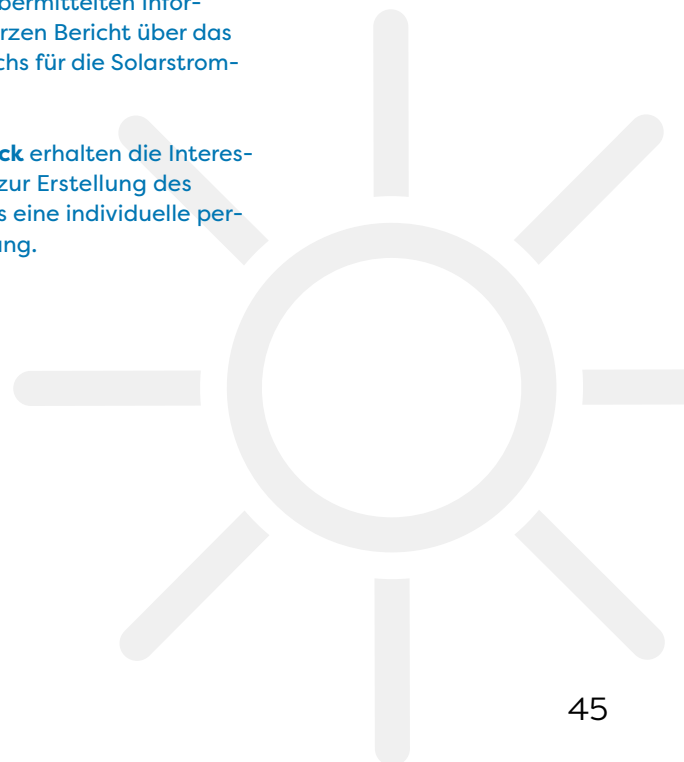 bermittelten Infor-
rzen Bericht über das
chs für die Solarstrom-
ck erhalten die Interes-
zur Erstellung des
s eine individuelle per-
ung.
45